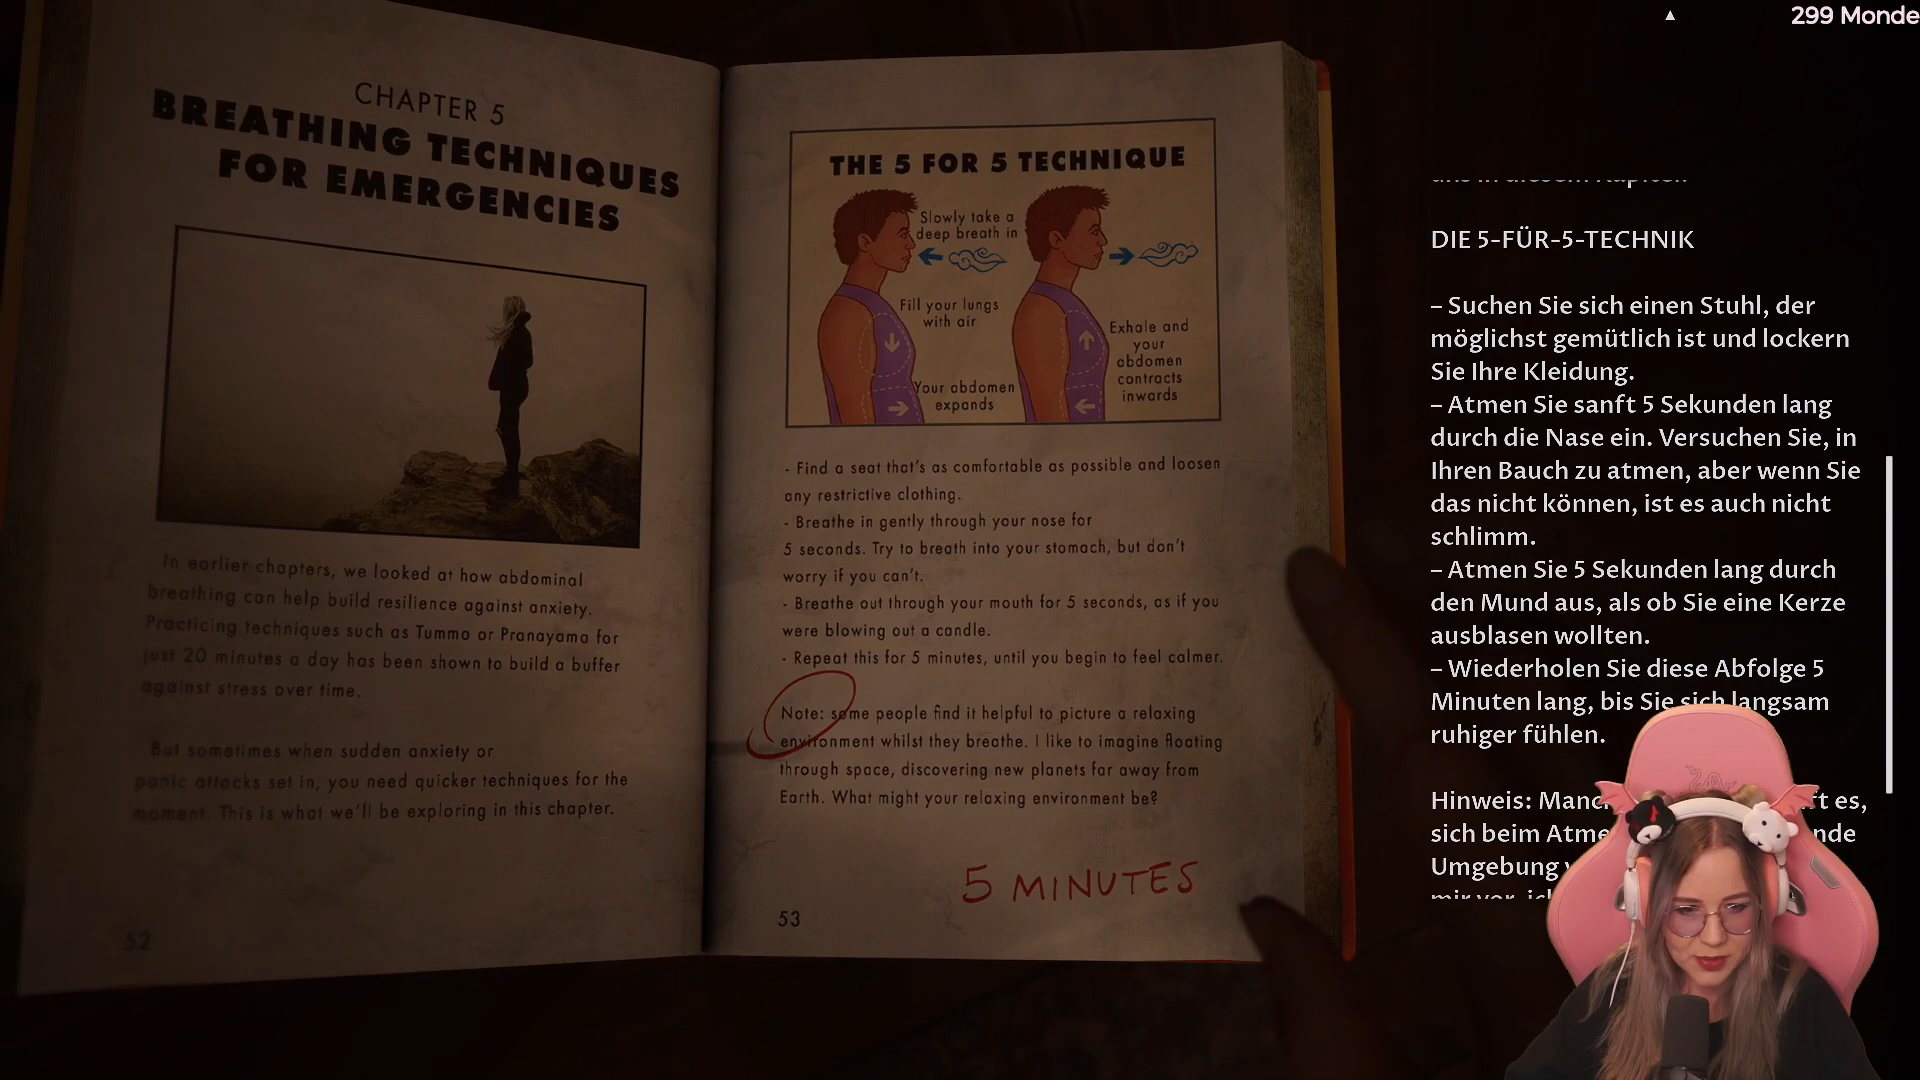 299 Monde
CHAPTER 5
BREATHING TECHNIQUES
FOR EMERGENCIES
In earlier chapters, we looked at how abdominal
breathing can help build resilience against anxiety.
Practicing techniques such as Tummo or Pranayama for
just 20 minutes a day has been shown to build a buffer
against stress over time.
But sometimes when sudden anxiety or
panic attacks set in, you need quicker techniques for the
moment. This is what we'll be exploring in this chapter.
52
THE 5 FOR 5 TECHNIQUE
Slowly take a
deep breath in
Fill your lungs
with air
Your abdomen
expands
Exhale and
your
abdomen
contracts
inwards
- Find a seat that's as comfortable as possible and loosen
any restrictive clothing.
- Breathe in gently through your nose for
5 seconds. Try to breath into your stomach, but don't
worry if you can't.
- Breathe out through your mouth for 5 seconds, as if you
were blowing out a candle.
- Repeat this for 5 minutes, until you begin to feel calmer.
Note: some people find it helpful to picture a relaxing
environment whilst they breathe. I like to imagine floating
through space, discovering new planets far away from
Earth. What might your relaxing environment be?
5 MINUTES
53
DIE 5-FÜR-5-TECHNIK
– Suchen Sie sich einen Stuhl, der
möglichst gemütlich ist und lockern
Sie Ihre Kleidung.
– Atmen Sie sanft 5 Sekunden lang
durch die Nase ein. Versuchen Sie, in
Ihren Bauch zu atmen, aber wenn Sie
das nicht können, ist es auch nicht
schlimm.
– Atmen Sie 5 Sekunden lang durch
den Mund aus, als ob Sie eine Kerze
ausblasen wollten.
– Wiederholen Sie diese Abfolge 5
Minuten lang, bis Sie sich langsam
ruhiger fühlen.
Hinweis: es,
sich beim
Umgebung